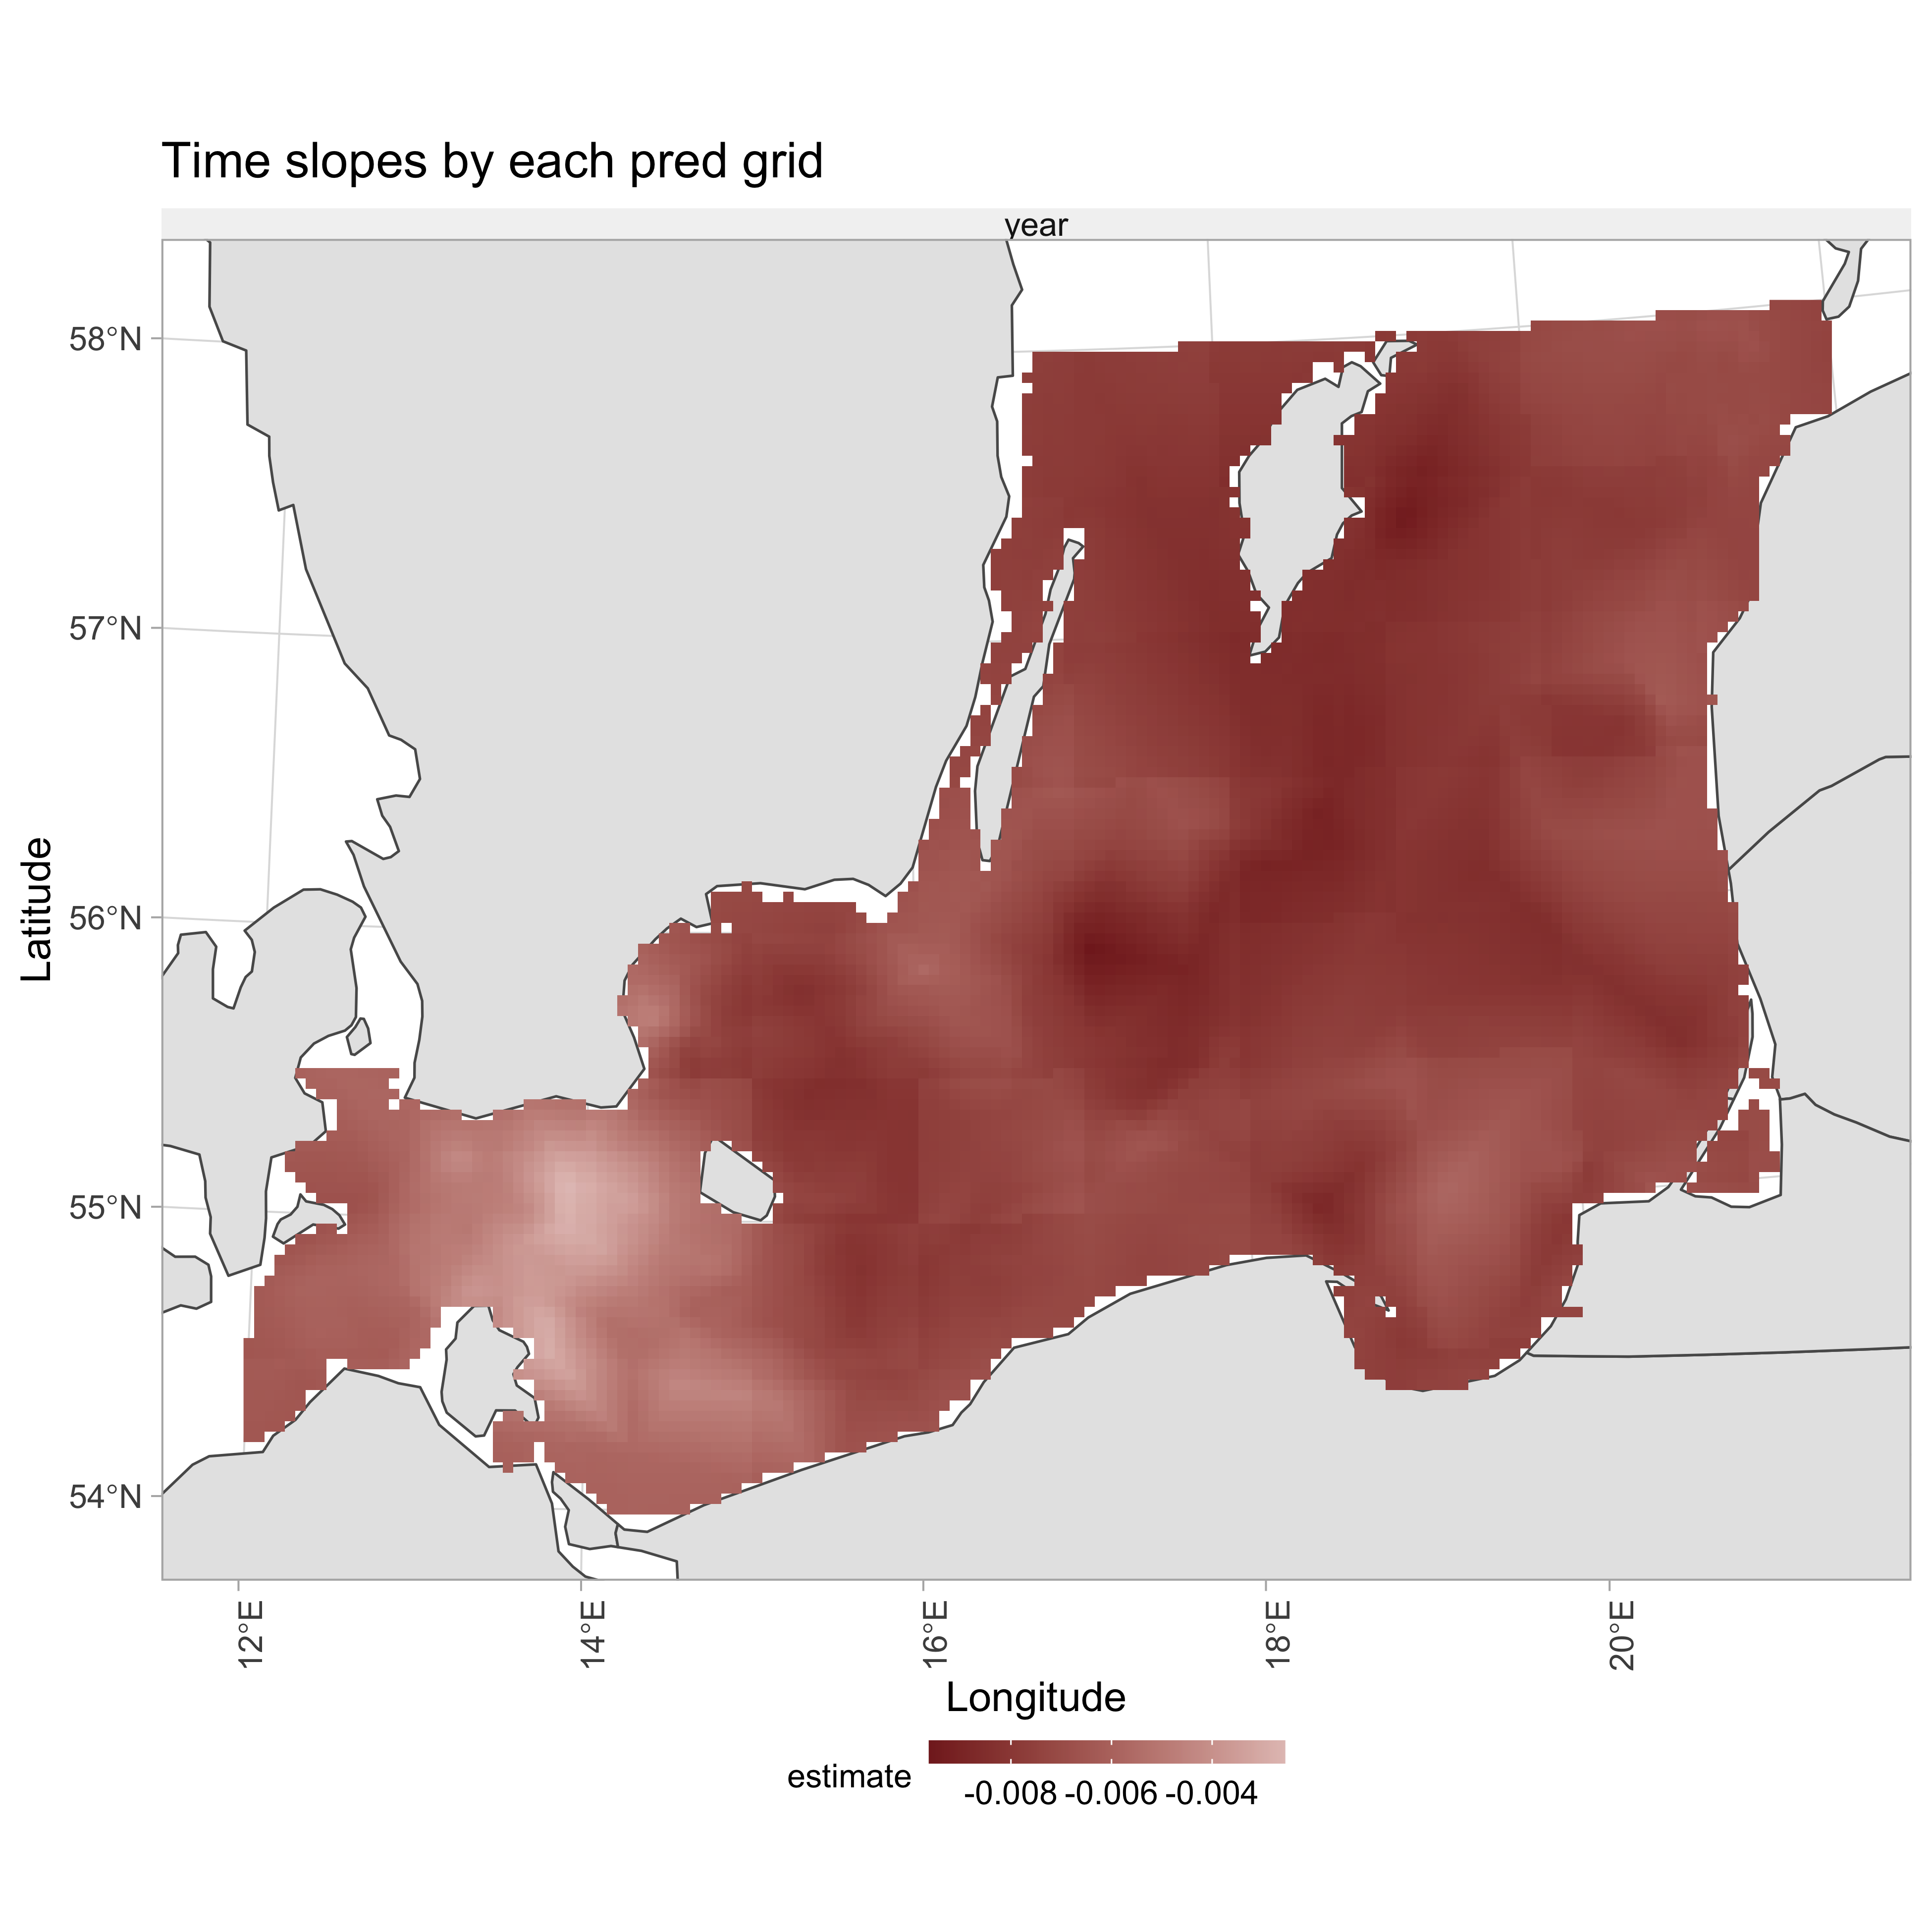 Time slopes by each pred grid
year
58°N
57°N
56°N
55°N
54°N
Latitude
12°E
14°E
16°E
18°E
20°E
Longitude
estimate
-0.008 -0.006 -0.004